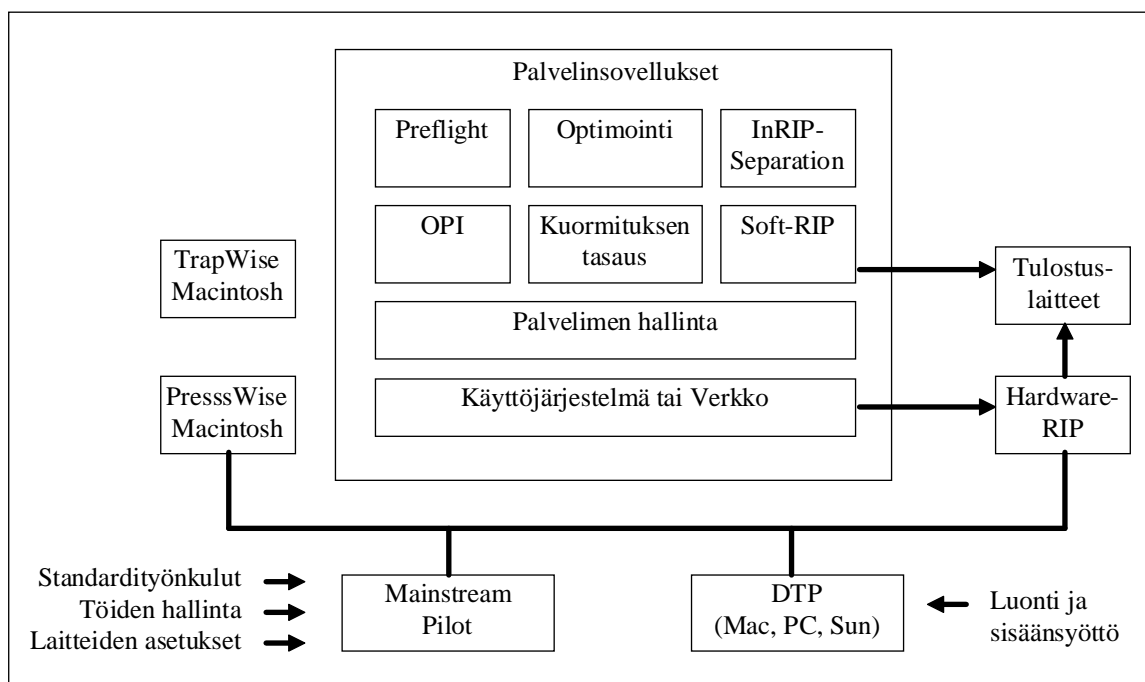 Palvelinsovellukset
Preflight
Optimointi
InRIP-
Separation
OPI
Kuormituksen
tasaus
Soft-RIP
TrapWise
Macintosh
Tulostus-
laitteet
Palvelimen hallinta
PresssWise
Macintosh
Käyttöjärjestelmä tai Verkko
Hardware-
RIP
Standardityönkulut
Töiden hallinta
Laitteiden asetukset
Mainstream
Pilot
DTP
(Mac, PC, Sun)
Luonti ja
sisäänsyöttö